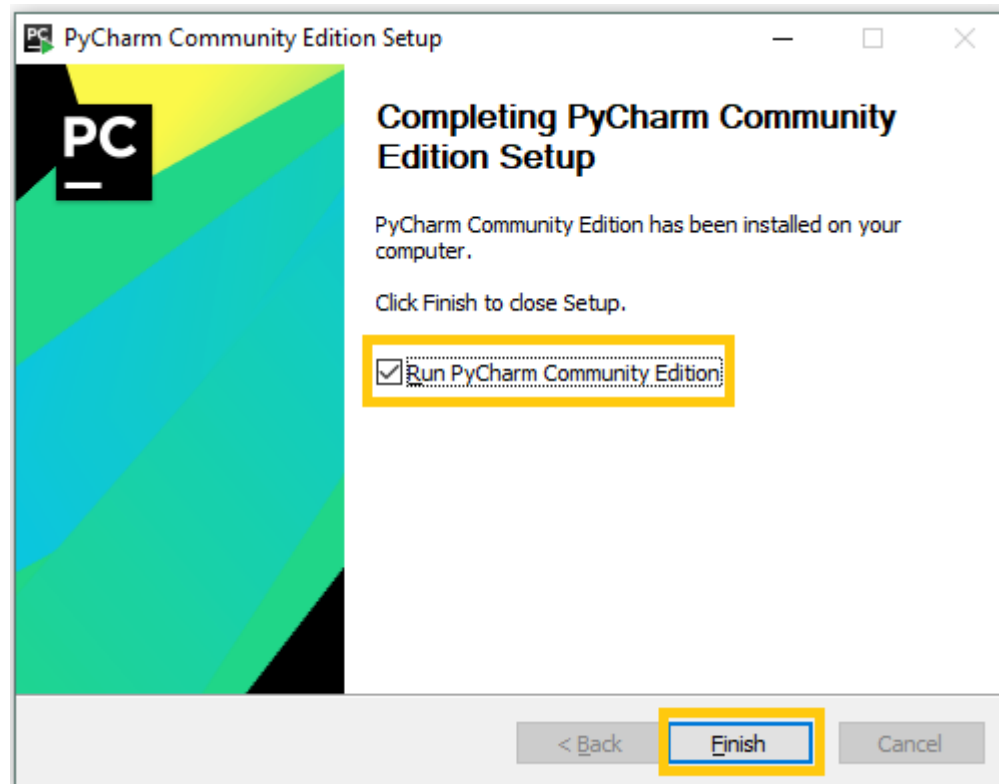 PyCharm Community Edition Setup
PC
Completing PyCharm Community
Edition Setup
PyCharm Community Edition has been installed on your
computer.
Click Finish to close Setup.
Run PyCharm Community Edition
< Back
Finish
Cancel